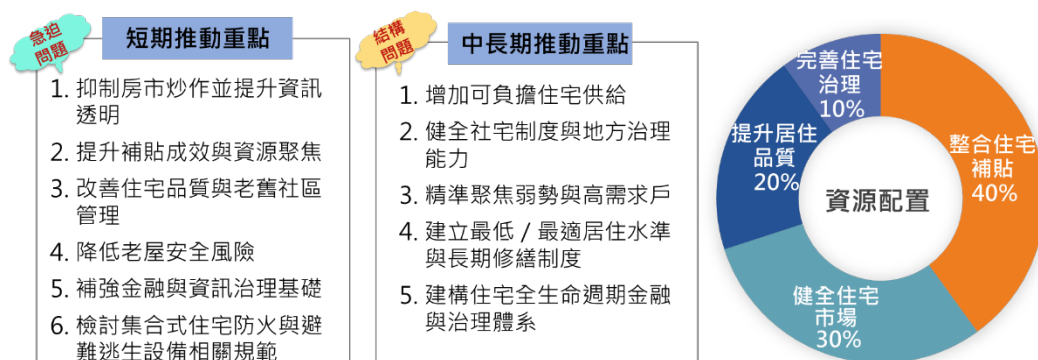 急迫
問題
短期推動重點
1. 抑制房市炒作並提升資訊
透明
2. 提升補貼成效與資源聚焦
3. 改善住宅品質與老舊社區
管理
4. 降低老屋安全風險
5. 補強金融與資訊治理基礎
6. 檢討集合式住宅防火與避
難逃生設備相關規範
結構
問題
中長期推動重點
1. 增加可負擔住宅供給
2. 健全社宅制度與地方治理
能力
3. 精準聚焦弱勢與高需求戶
4. 建立最低 / 最適居住水準
與長期修繕制度
5. 建構住宅全生命週期金融
與治理體系
完善住宅
治理
10%
提升居住
品質
20%
整合住宅
補貼
40%
資源配置
健全住宅
市場
30%